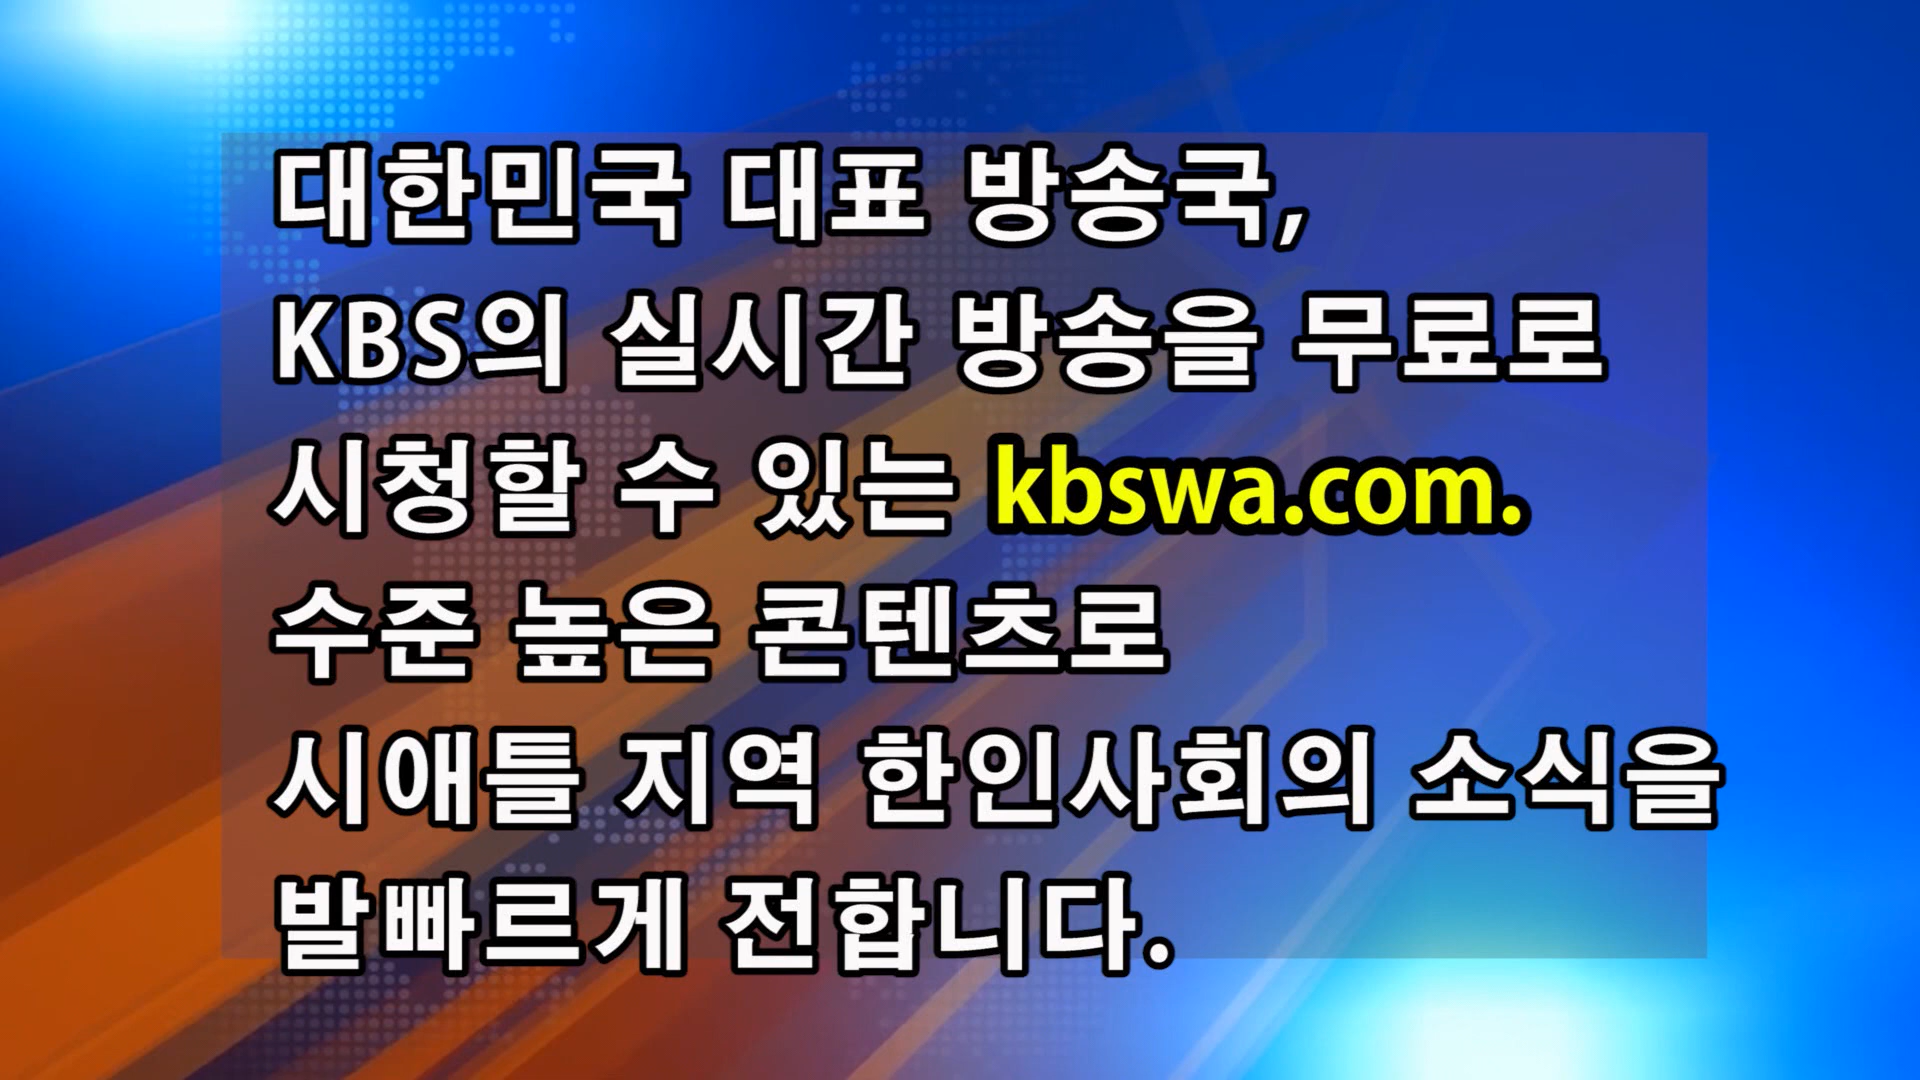 대한민국 대표 방송국,
KBS의 실시간 방송을 무료로
시청할 수 있는 kbswa.com.
수준 높은 콘텐츠로
시애틀 지역 한인사회의 소식을
발빠르게 전합니다.